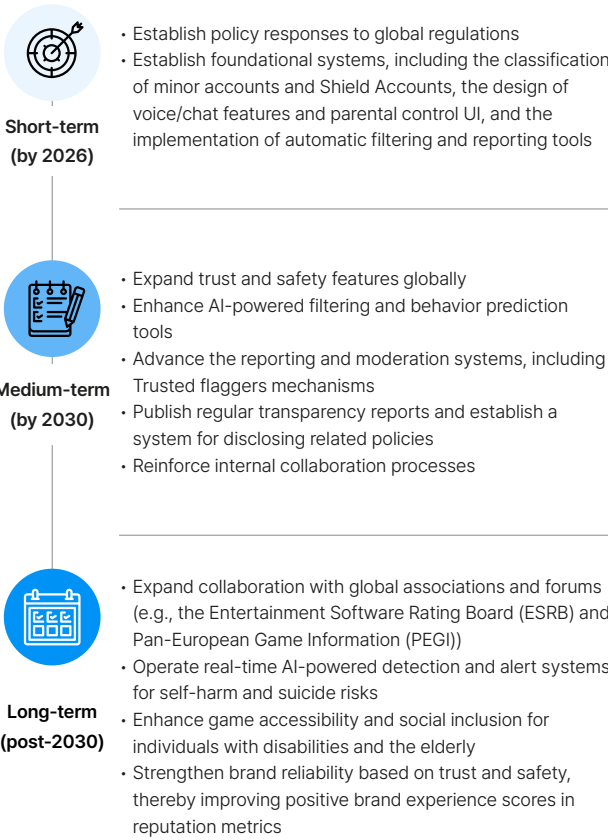 Short-term
(by 2026)
• Establish policy responses to global regulations
• Establish foundational systems, including the classification
of minor accounts and Shield Accounts, the design of
voice/chat features and parental control UI, and the
implementation of automatic filtering and reporting tools
Medium-term
(by 2030)
• Expand trust and safety features globally
• Enhance AI-powered filtering and behavior prediction
tools
• Advance the reporting and moderation systems, including
Trusted flaggers mechanisms
• Publish regular transparency reports and establish a
system for disclosing related policies
• Reinforce internal collaboration processes
Long-term
(post-2030)
• Expand collaboration with global associations and forums
(e.g., the Entertainment Software Rating Board (ESRB) and
Pan-European Game Information (PEGI))
• Operate real-time AI-powered detection and alert systems
for self-harm and suicide risks
• Enhance game accessibility and social inclusion for
individuals with disabilities and the elderly
• Strengthen brand reliability based on trust and safety,
thereby improving positive brand experience scores in
reputation metrics